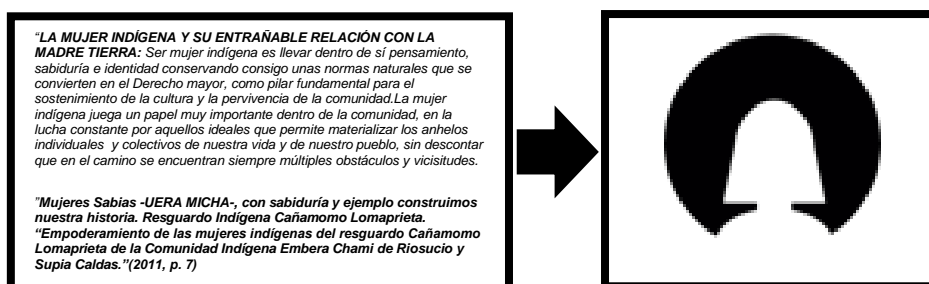 “LA MUJER INDÍGENA Y SU ENTRAÑABLE RELACIÓN CON LA
MADRE TIERRA: Ser mujer indígena es llevar dentro de sí pensamiento,
sabiduría e identidad conservando consigo unas normas naturales que se
convierten en el Derecho mayor, como pilar fundamental para el
sostenimiento de la cultura y la pervivencia de la comunidad.La mujer
indígena juega un papel muy importante dentro de la comunidad, en la
lucha constante por aquellos ideales que permite materializar los anhelos
individuales y colectivos de nuestra vida y de nuestro pueblo, sin descontar
que en el camino se encuentran siempre múltiples obstáculos y vicisitudes.
”Mujeres Sabias -UERA MICHA-, con sabiduría y ejemplo construimos
nuestra historia. Resguardo Indígena Cañamomo Lomaprieta.
“Empoderamiento de las mujeres indígenas del resguardo Cañamomo
Lomaprieta de la Comunidad Indígena Embera Chami de Riosucio y
Supia Caldas.”(2011, p. 7)